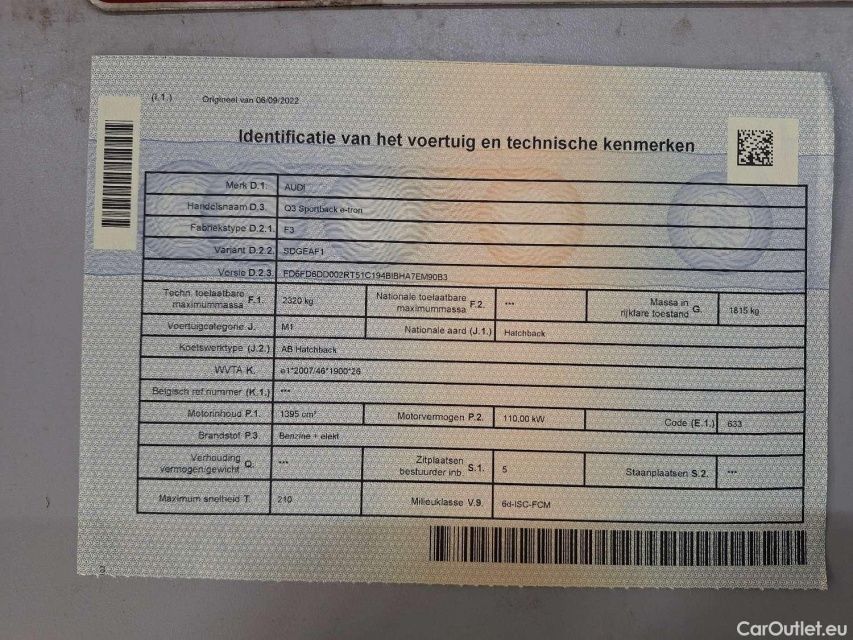 (I.1.) Origineel van 06/09/2022
Identificatie van het voertuig en technische kenmerken
Merk D.1. AUDI
Handelsnaam D.3. Q3 Sportback e-tron
Fabriekstype D.2.1. F3
Variant D.2.2. SDGEAF1
Versie D.2.3. FD6FD6DD002RT51C194BIBHA7EM90B3
Techn. toelaatbare maximummassa F.1. 2320 kg Nationale toelaatbare maximummassa F.2. *** Massa in rijklare toestand G. 1815 kg
Voertuigcategorie J. M1 Nationale aard (J.1.) Hatchback
Koetswerktype (J.2.) AB Hatchback
WVTA K. e1*2007/46*1900*26
Belgisch ref.nummer (K.1.) ***
Motorinhoud P.1. 1395 cm³ Motorvermogen P.2. 110,00 kW Code (E.1.) 633
Brandstof P.3. Benzine + elekt
Verhouding vermogen/gewicht Q. *** Zitplaatsen bestuurder inb. S.1. 5 Staanplaatsen S.2. ***
Maximum snelheid T. 210 Milieuklasse V.9. 6d-ISC-FCM
CarOutlet.eu